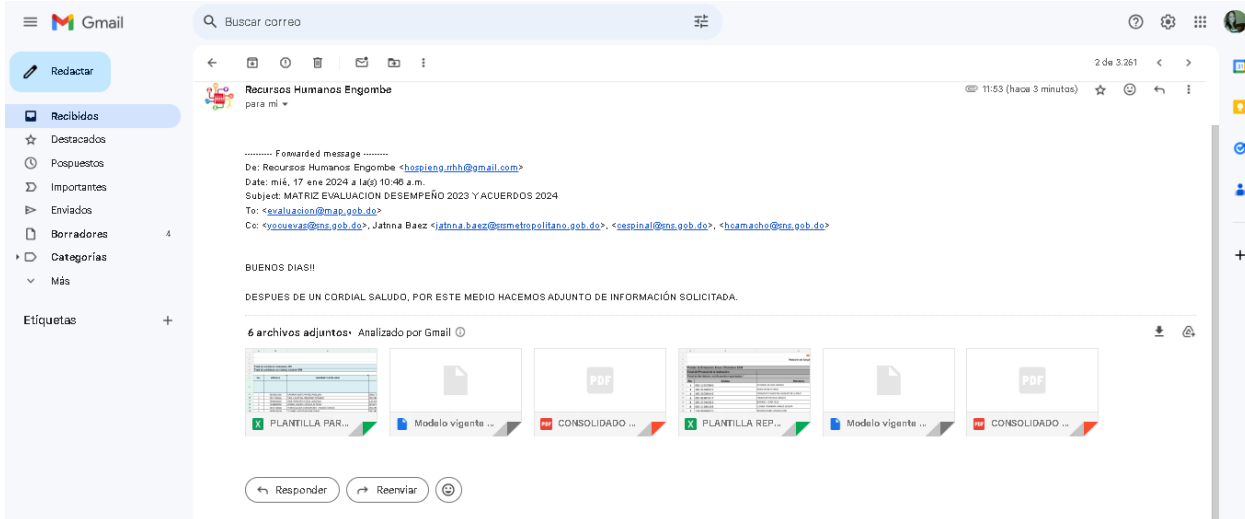 Gmail
Buscar correo
Redactar
2 de 3.261
Recibidos
Destacados
Pospuestos
Importantes
Enviados
Borradores 4
Categorías
Más
Etiquetas
Recursos Humanos Engombe
11:53 (hace 3 minutos)
para mi
---------- Forwarded message ---------
De: Recursos Humanos Engombe <hospieng.rrhh@gmail.com>
Date: mié, 17 ene 2024 a la(s) 10:46 a.m.
Subject: MATRIZ EVALUACION DESEMPEÑO 2023 Y ACUERDOS 2024
To: <evaluacion@map.gob.do>
Cc: <yocuevas@sns.gob.do>, Jatnna Baez <jatnna.baez@srsmetropolitano.gob.do>, <cespinal@sns.gob.do>, <hcamacho@sns.gob.do>
BUENOS DIAS!!
DESPUES DE UN CORDIAL SALUDO, POR ESTE MEDIO HACEMOS ADJUNTO DE INFORMACIÓN SOLICITADA.
6 archivos adjuntos • Analizado por Gmail
PDF
PDF
PLANTILLA PAR...
Modelo vigente ...
CONSOLIDADO ...
PLANTILLA REP...
Modelo vigente ...
CONSOLIDADO ...
Responder
Reenviar